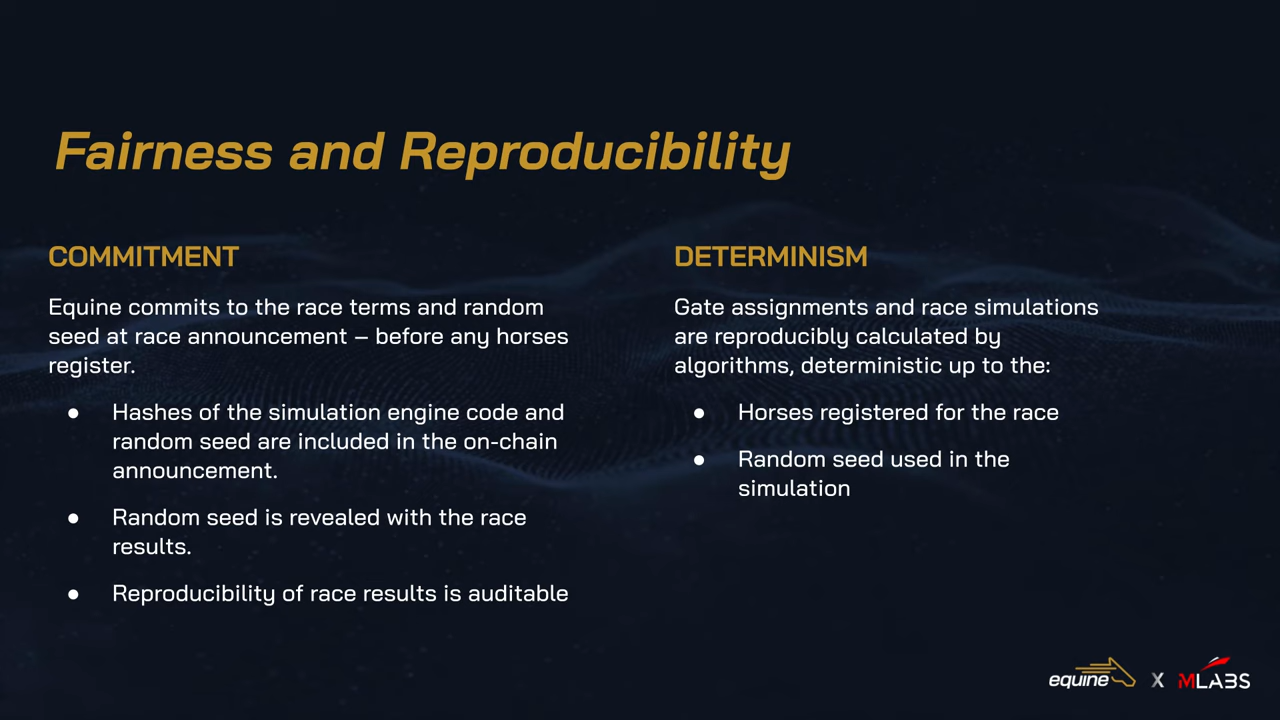 Fairness and Reproducibility
COMMITMENT
Equine commits to the race terms and random
seed at race announcement – before any horses
register.
● Hashes of the simulation engine code and
random seed are included in the on-chain
announcement.
● Random seed is revealed with the race
results.
● Reproducibility of race results is auditable
DETERMINISM
Gate assignments and race simulations
are reproducibly calculated by
algorithms, deterministic up to the:
● Horses registered for the race
● Random seed used in the
simulation
equine X MLABS